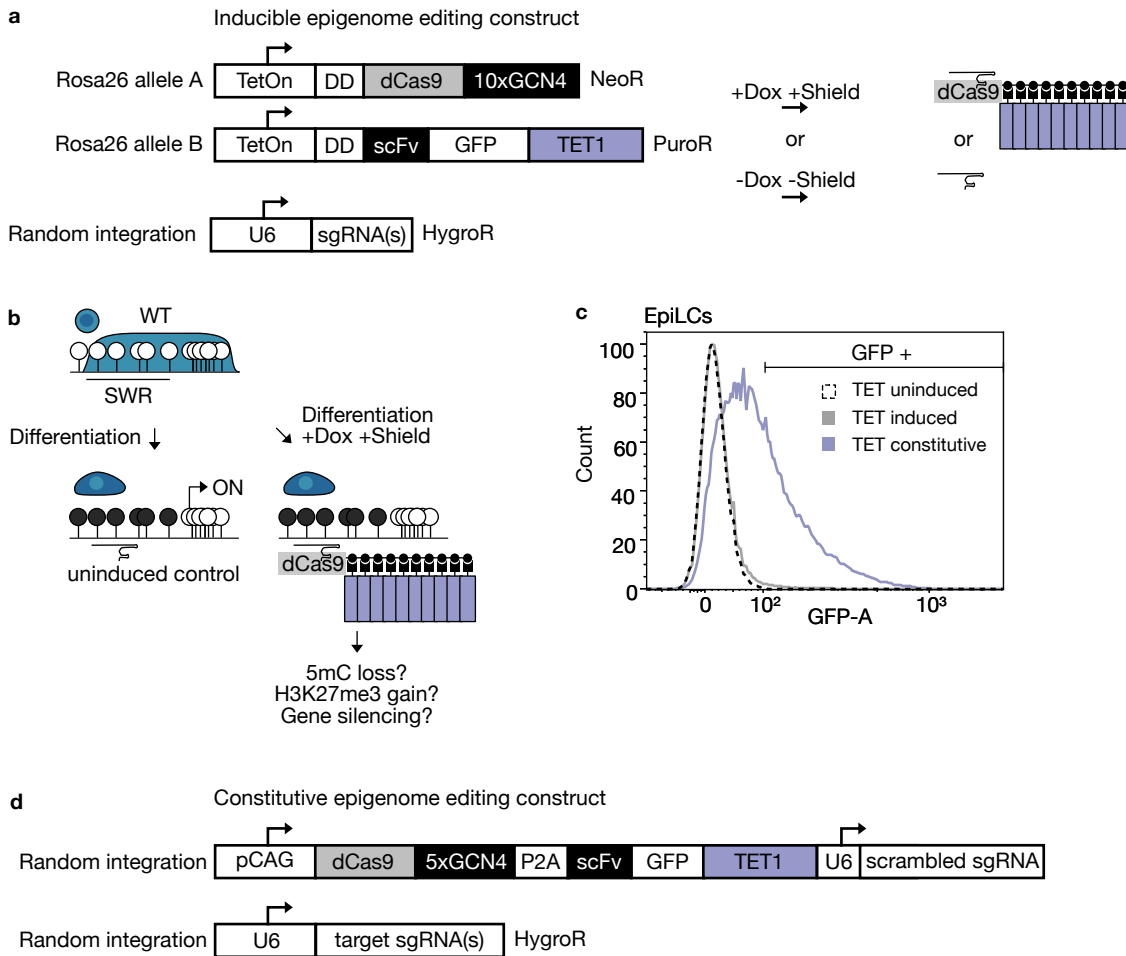 a
Inducible epigenome editing construct
Rosa26 allele A TetOn DD dCas9 10xGCN4 NeoR
Rosa26 allele B TetOn DD scFv GFP TET1 PuroR
Random integration U6 sgRNA(s) HygroR
+Dox +Shield
or
-Dox -Shield
dCas9
or
b
WT
SWR
Differentiation
Differentiation
+Dox +Shield
ON
uninduced control
dCas9
5mC loss?
H3K27me3 gain?
Gene silencing?
c
EpiLCs
GFP +
TET uninduced
TET induced
TET constitutive
Count
100
80
60
40
20
0
0 10² 10³
GFP-A
d
Constitutive epigenome editing construct
Random integration pCAG dCas9 5xGCN4 P2A scFv GFP TET1 U6 scrambled sgRNA
Random integration U6 target sgRNA(s) HygroR